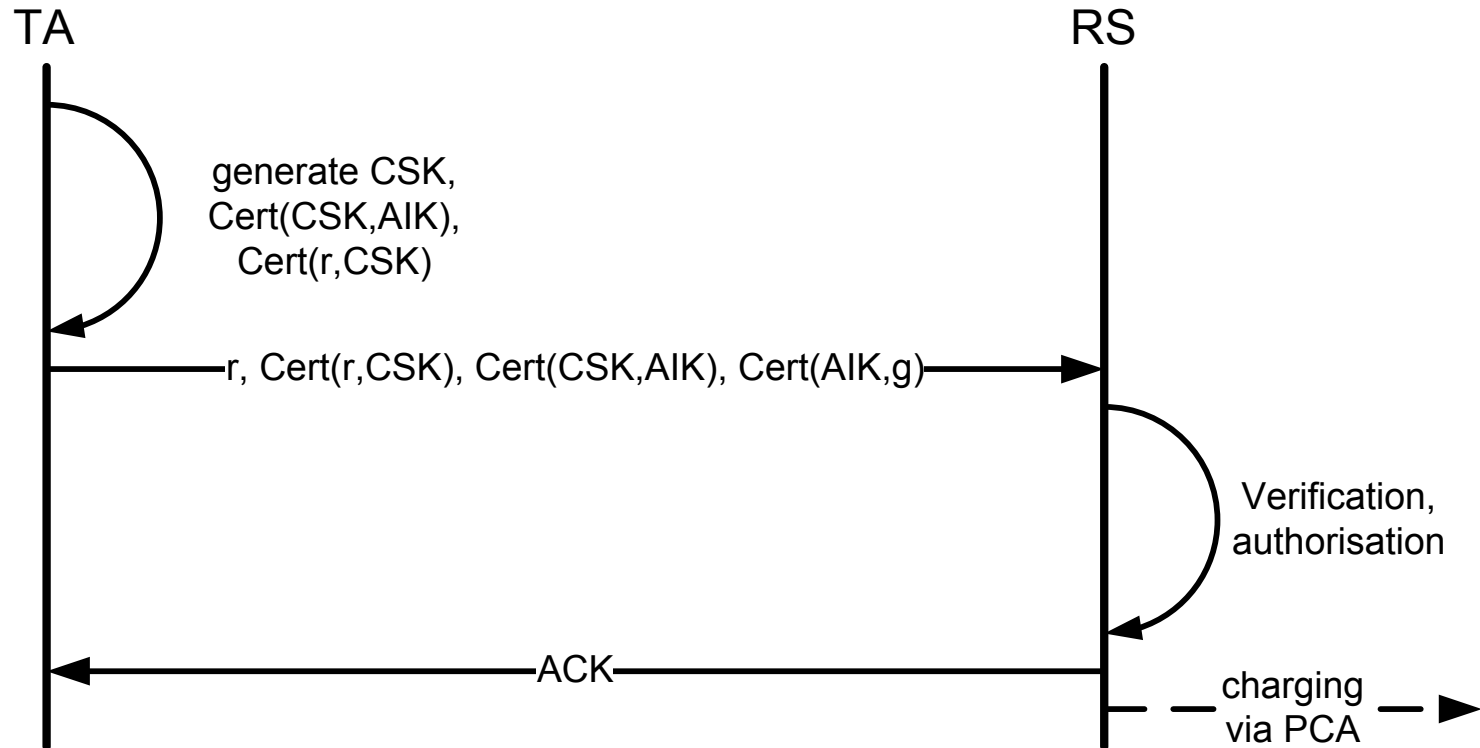 TA
RS
generate CSK,
Cert(CSK,AIK),
Cert(r,CSK)
r, Cert(r,CSK), Cert(CSK,AIK), Cert(AIK,g)
Verification,
authorisation
ACK
charging
via PCA